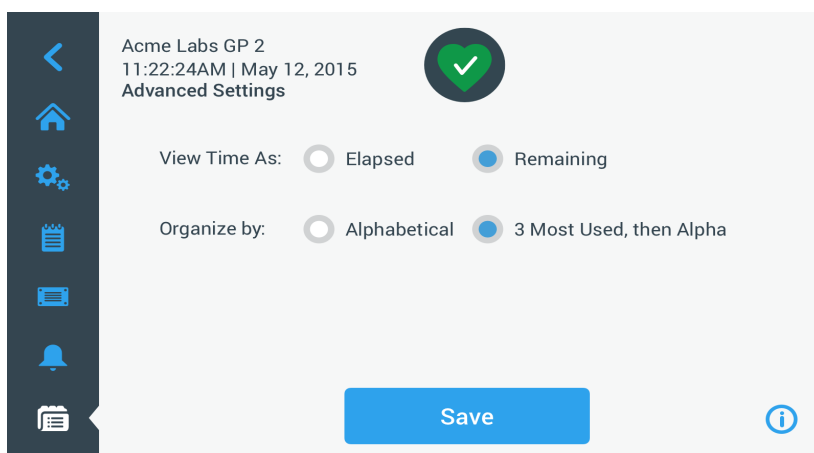 Acme Labs GP 2
11:22:24AM | May 12, 2015
Advanced Settings
View Time As: Elapsed Remaining
Organize by: Alphabetical 3 Most Used, then Alpha
Save